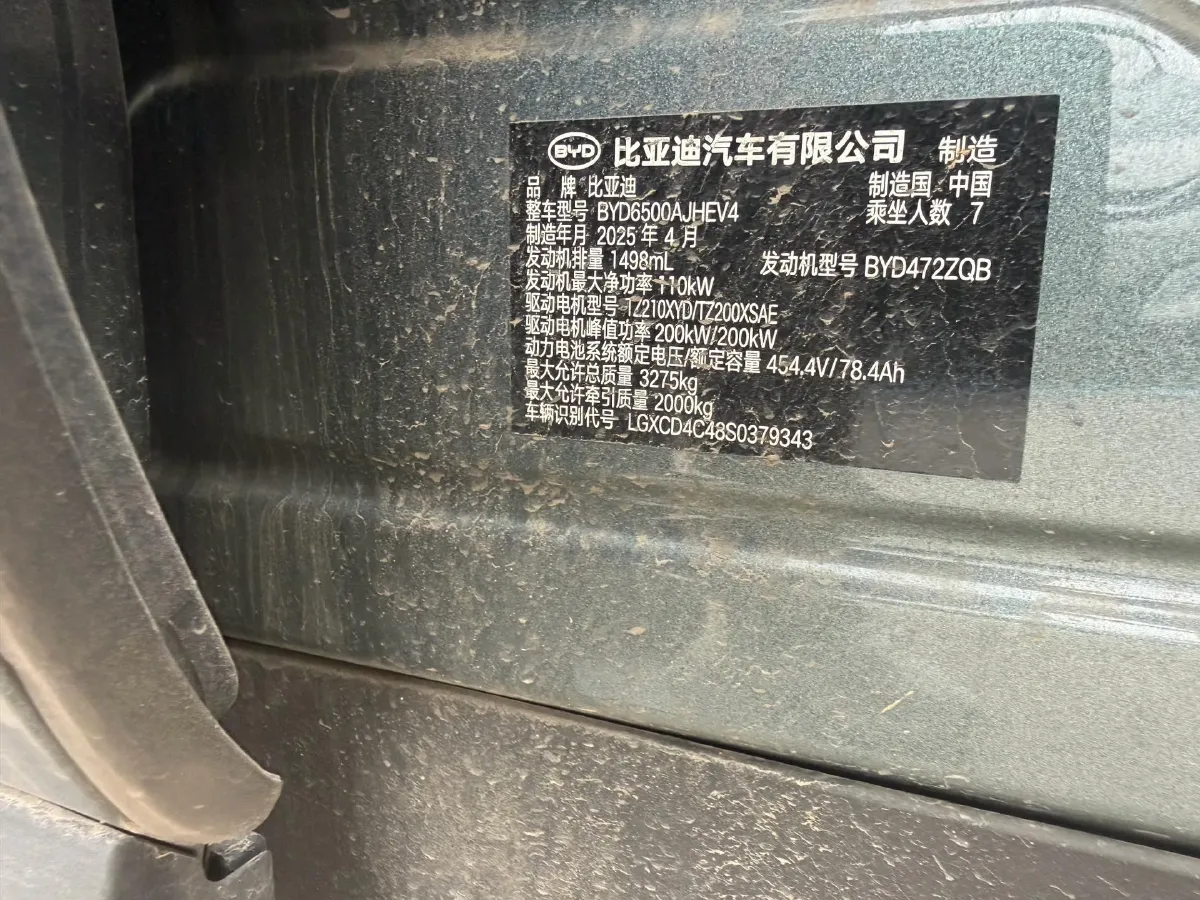 BYD 比亚迪汽车有限公司 制造
品 牌 比亚迪 制造国 中国
整车型号 BYD6500AJHEV4 乘坐人数 7
制造年月 2025 年 4 月
发动机排量 1498mL 发动机型号 BYD472ZQB
发动机最大净功率 110kW
驱动电机型号 TZ210XYD/TZ200XSAE
驱动电机峰值功率 200kW/200kW
动力电池系统额定电压/额定容量 454.4V/78.4Ah
最大允许总质量 3275kg
最大允许牵引质量 2000kg
车辆识别代号 LGXCD4C48S0379343